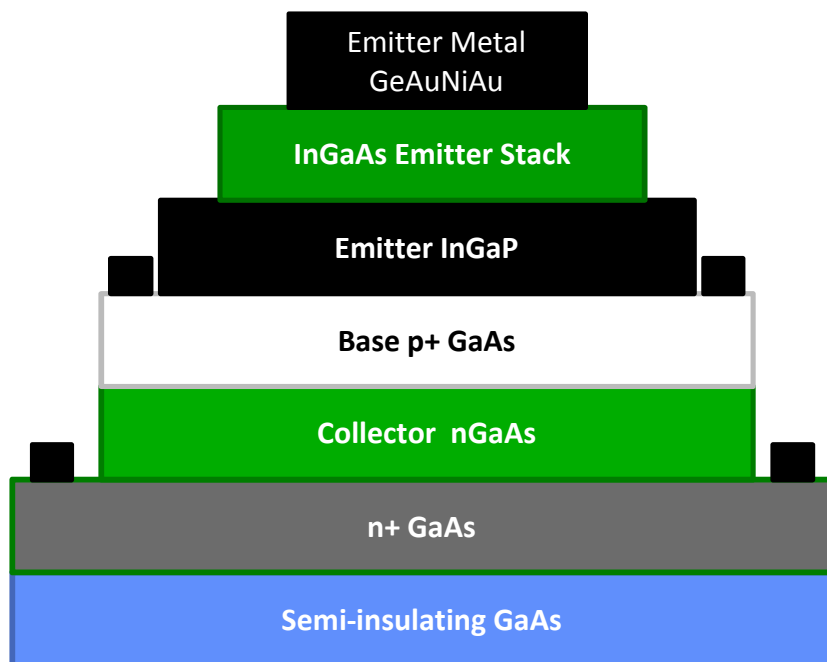 Emitter Metal
GeAuNiAu
InGaAs Emitter Stack
Emitter InGaP
Base p+ GaAs
Collector nGaAs
n+ GaAs
Semi-insulating GaAs